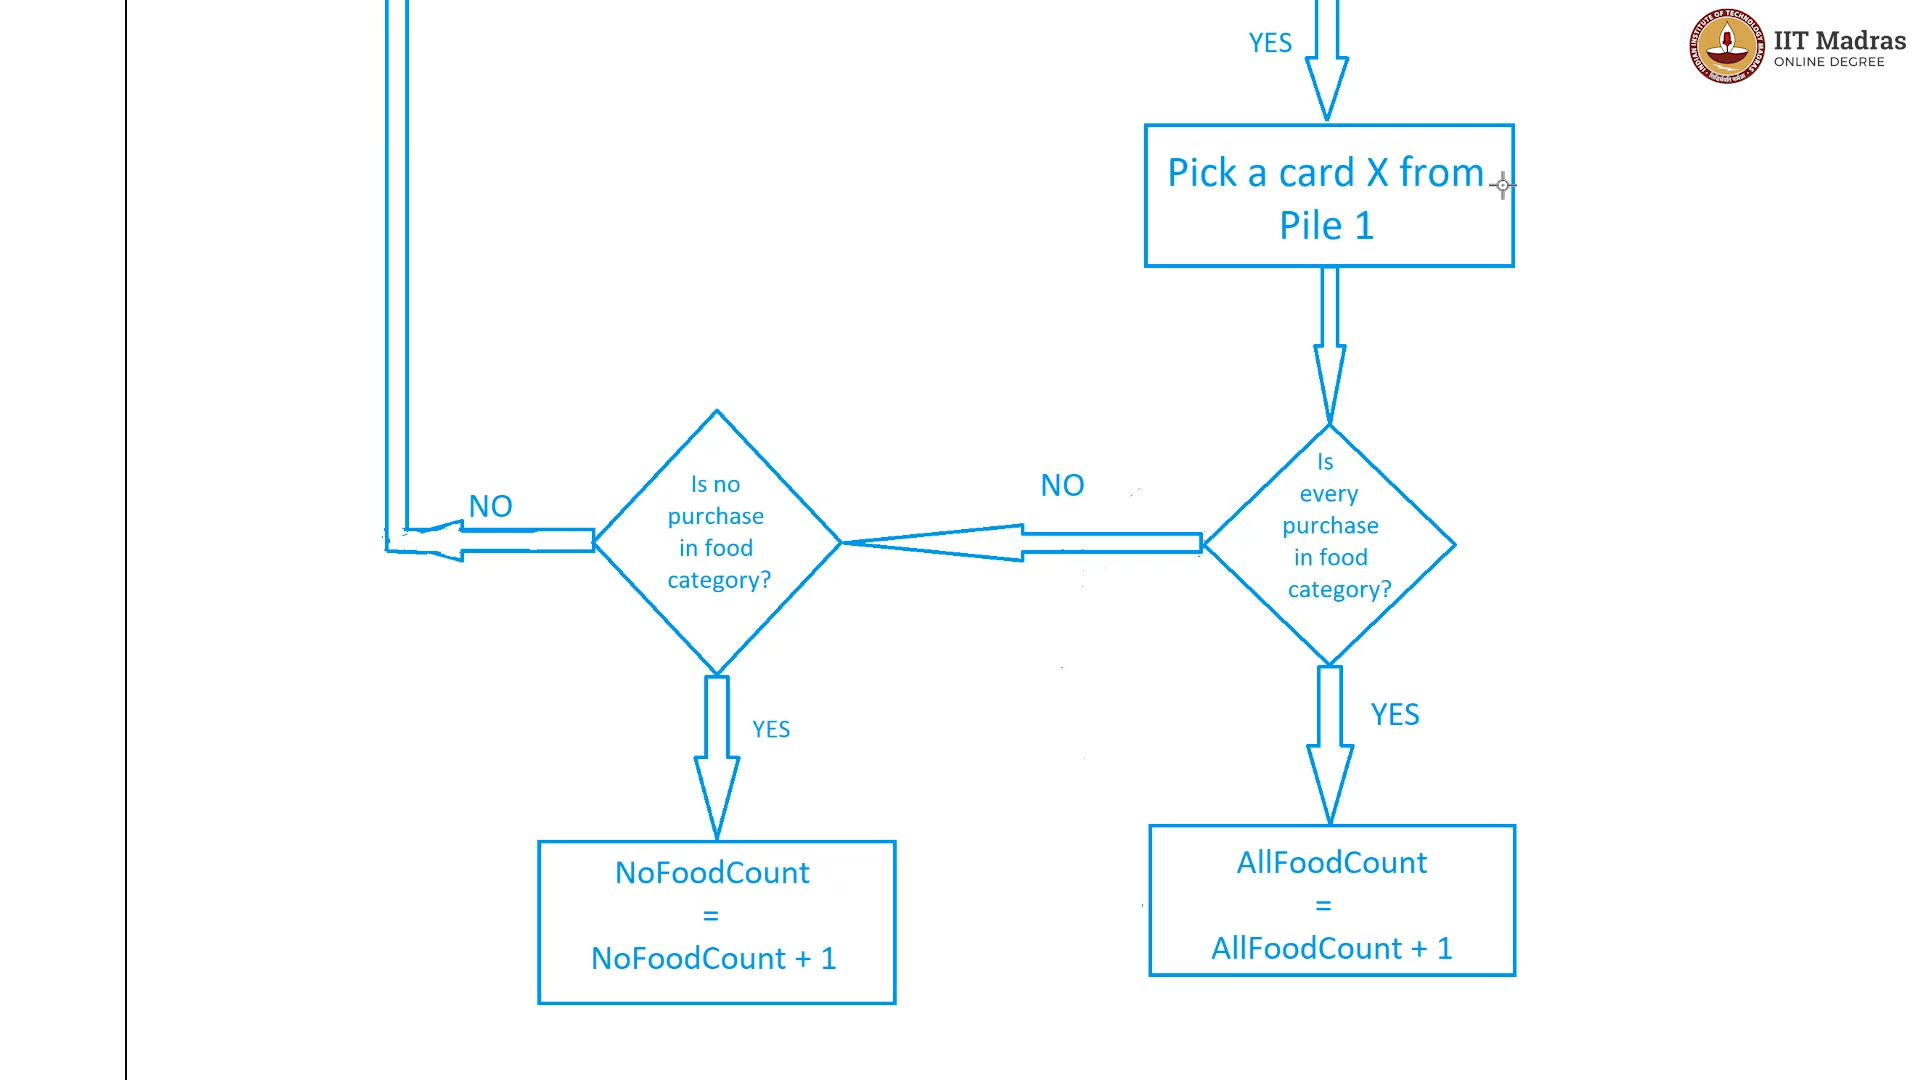 YES
IIT Madras
ONLINE DEGREE
Pick a card X from
Pile 1
Is no
purchase
in food
category?
NO
NO
Is
every
purchase
in food
category?
YES
YES
NoFoodCount
=
NoFoodCount + 1
AllFoodCount
=
AllFoodCount + 1